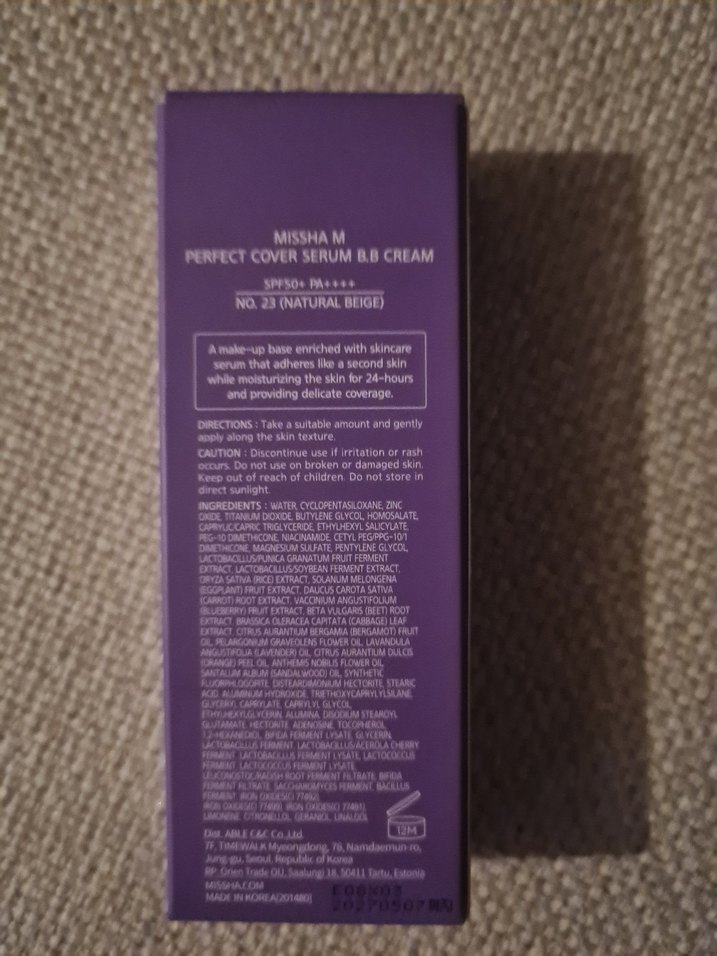 MISSHA M
PERFECT COVER SERUM B.B CREAM
SPF50+ PA++++
NO. 23 (NATURAL BEIGE)
A make-up base enriched with skincare
serum that adheres like a second skin
while moisturizing the skin for 24-hours
and providing delicate coverage.
DIRECTIONS : Take a suitable amount and gently
apply along the skin texture.
CAUTION : Discontinue use if irritation or rash
occurs. Do not use on broken or damaged skin.
Keep out of reach of children. Do not store in
direct sunlight.
INGREDIENTS : WATER, CYCLOPENTASILOXANE, ZINC
OXIDE, TITANIUM DIOXIDE, BUTYLENE GLYCOL, HOMOSALATE,
CAPRYLIC/CAPRIC TRIGLYCERIDE, ETHYLHEXYL SALICYLATE,
PEG-10 DIMETHICONE, NIACINAMIDE, CETYL PEG/PPG-10/1
DIMETHICONE, MAGNESIUM SULFATE, PENTYLENE GLYCOL,
LACTOBACILLUS/PUNICA GRANATUM FRUIT FERMENT
EXTRACT, LACTOBACILLUS/SOYBEAN FERMENT EXTRACT,
ORYZA SATIVA (RICE) EXTRACT, SOLANUM MELONGENA
(EGGPLANT) FRUIT EXTRACT, DAUCUS CAROTA SATIVA
(CARROT) ROOT EXTRACT, VACCINIUM ANGUSTIFOLIUM
(BLUEBERRY) FRUIT EXTRACT, BETA VULGARIS (BEET) ROOT
EXTRACT, BRASSICA OLERACEA CAPITATA (CABBAGE) LEAF
EXTRACT, CITRUS AURANTIUM BERGAMIA (BERGAMOT) FRUIT
OIL, PELARGONIUM GRAVEOLENS FLOWER OIL, LAVANDULA
ANGUSTIFOLIA (LAVENDER) OIL, CITRUS AURANTIUM DULCIS
(ORANGE) PEEL OIL, ANTHEMIS NOBILIS FLOWER OIL,
SANTALUM ALBUM (SANDALWOOD) OIL, SYNTHETIC
FLUORPHLOGOPITE, DISTEARDIMONIUM HECTORITE, STEARIC
ACID, ALUMINUM HYDROXIDE, TRIETHOXYCAPRYLYLSILANE,
GLYCERYL CAPRYLATE, CAPRYLYL GLYCOL,
ETHYLHEXYLGLYCERIN, ALUMINA, DISODIUM STEAROYL
GLUTAMATE, HECTORITE, ADENOSINE, TOCOPHEROL,
1,2-HEXANEDIOL, BIFIDA FERMENT LYSATE, GLYCERIN,
LACTOBACILLUS FERMENT, LACTOBACILLUS/ACEROLA CHERRY
FERMENT, LACTOBACILLUS FERMENT LYSATE, LACTOCOCCUS
FERMENT, LACTOCOCCUS FERMENT LYSATE,
LEUCONOSTOC/RADISH ROOT FERMENT FILTRATE, BIFIDA
FERMENT FILTRATE, SACCHAROMYCES FERMENT, BACILLUS
FERMENT, IRON OXIDES(CI 77492),
IRON OXIDES(CI 77499), IRON OXIDES(CI 77491),
LIMONENE, CITRONELLOL, GERANIOL, LINALOOL
12M
Dist. ABLE C&C Co.,Ltd.
7F, TIMEWALK Myeongdong, 78, Namdaemun-ro,
Jung-gu, Seoul, Republic of Korea
RP: Orien Trade OU, Saalungi 18, 50411 Tartu, Estonia
MISSHA.COM
MADE IN KOREA[201480]
E08X03
20270507까지